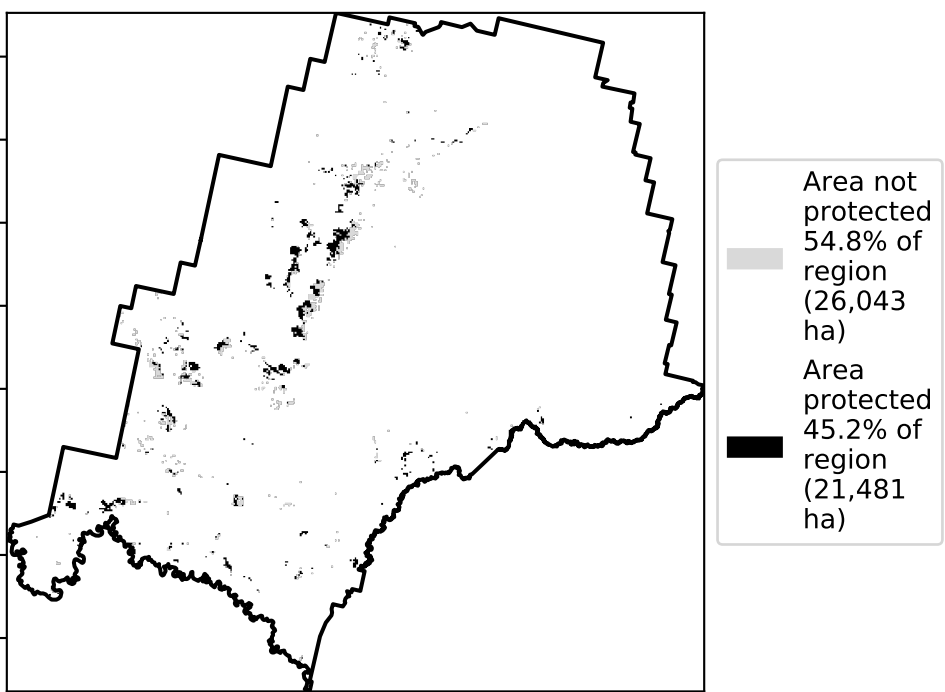 Area not
protected
54.8% of
region
(26,043
ha)
Area
protected
45.2% of
region
(21,481
ha)